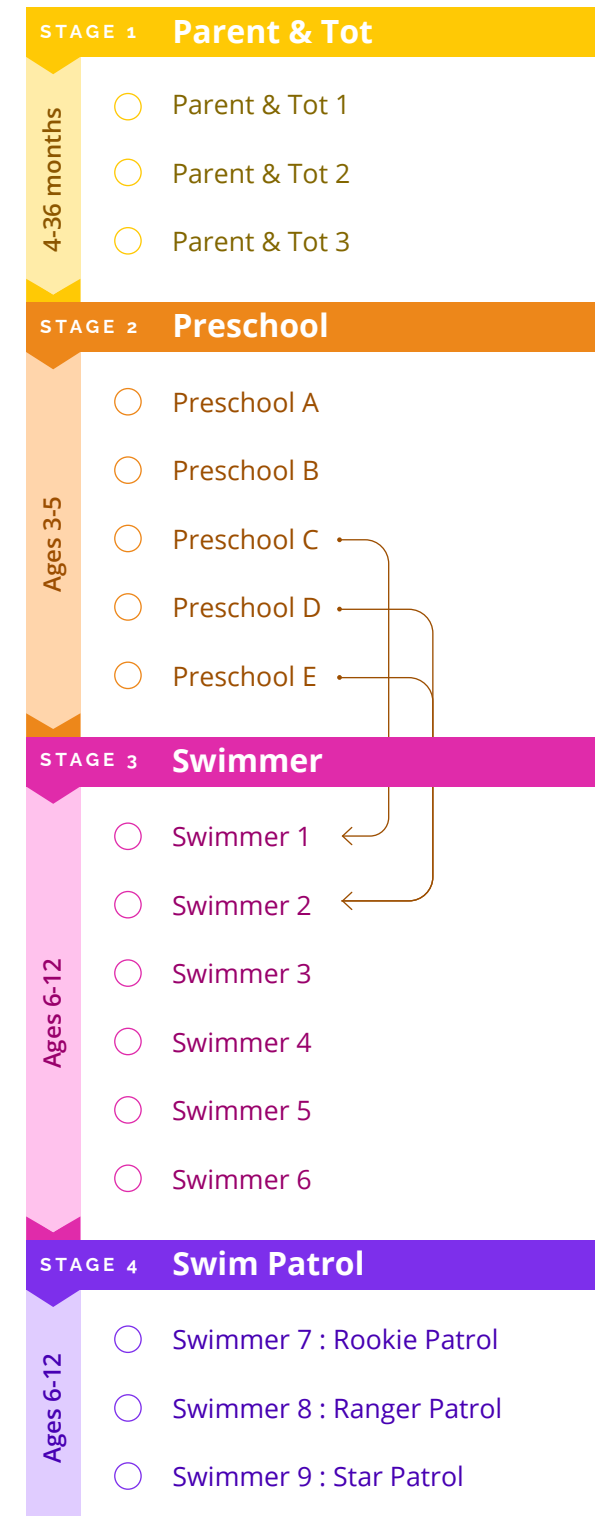 STAGE 1 Parent & Tot
4-36 months
Parent & Tot 1
Parent & Tot 2
Parent & Tot 3
STAGE 2 Preschool
Ages 3-5
Preschool A
Preschool B
Preschool C
Preschool D
Preschool E
STAGE 3 Swimmer
Ages 6-12
Swimmer 1
Swimmer 2
Swimmer 3
Swimmer 4
Swimmer 5
Swimmer 6
STAGE 4 Swim Patrol
Ages 6-12
Swimmer 7 : Rookie Patrol
Swimmer 8 : Ranger Patrol
Swimmer 9 : Star Patrol